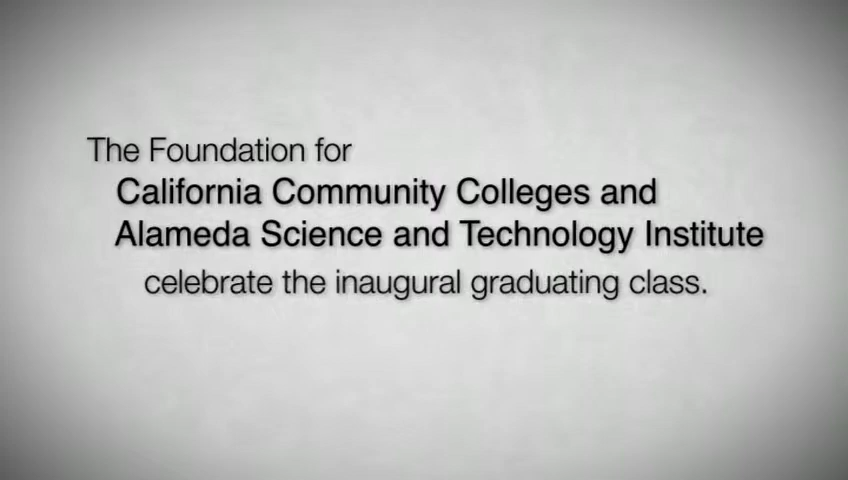 The Foundation for
California Community Colleges and
Alameda Science and Technology Institute
celebrate the inaugural graduating class.